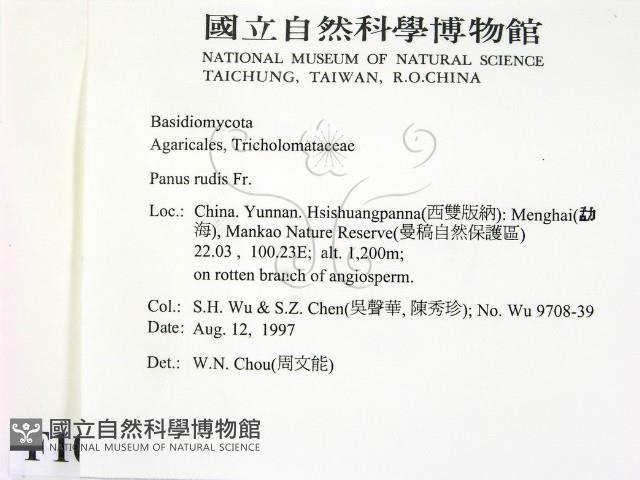 國立自然科學博物館
NATIONAL MUSEUM OF NATURAL SCIENCE
TAICHUNG, TAIWAN, R.O.CHINA
Basidiomycota
Agaricales, Tricholomataceae
Panus rudis Fr.
Loc.: China. Yunnan. Hsishuangpanna(西雙版納): Menghai(勐
海), Mankao Nature Reserve(曼稿自然保護區)
22.03 , 100.23E; alt. 1,200m;
on rotten branch of angiosperm.
Col.: S.H. Wu & S.Z. Chen(吳聲華, 陳秀珍); No. Wu 9708-39
Date: Aug. 12, 1997
Det.: W.N. Chou(周文能)
國立自然科學博物館
NATIONAL MUSEUM OF NATURAL SCIENCE